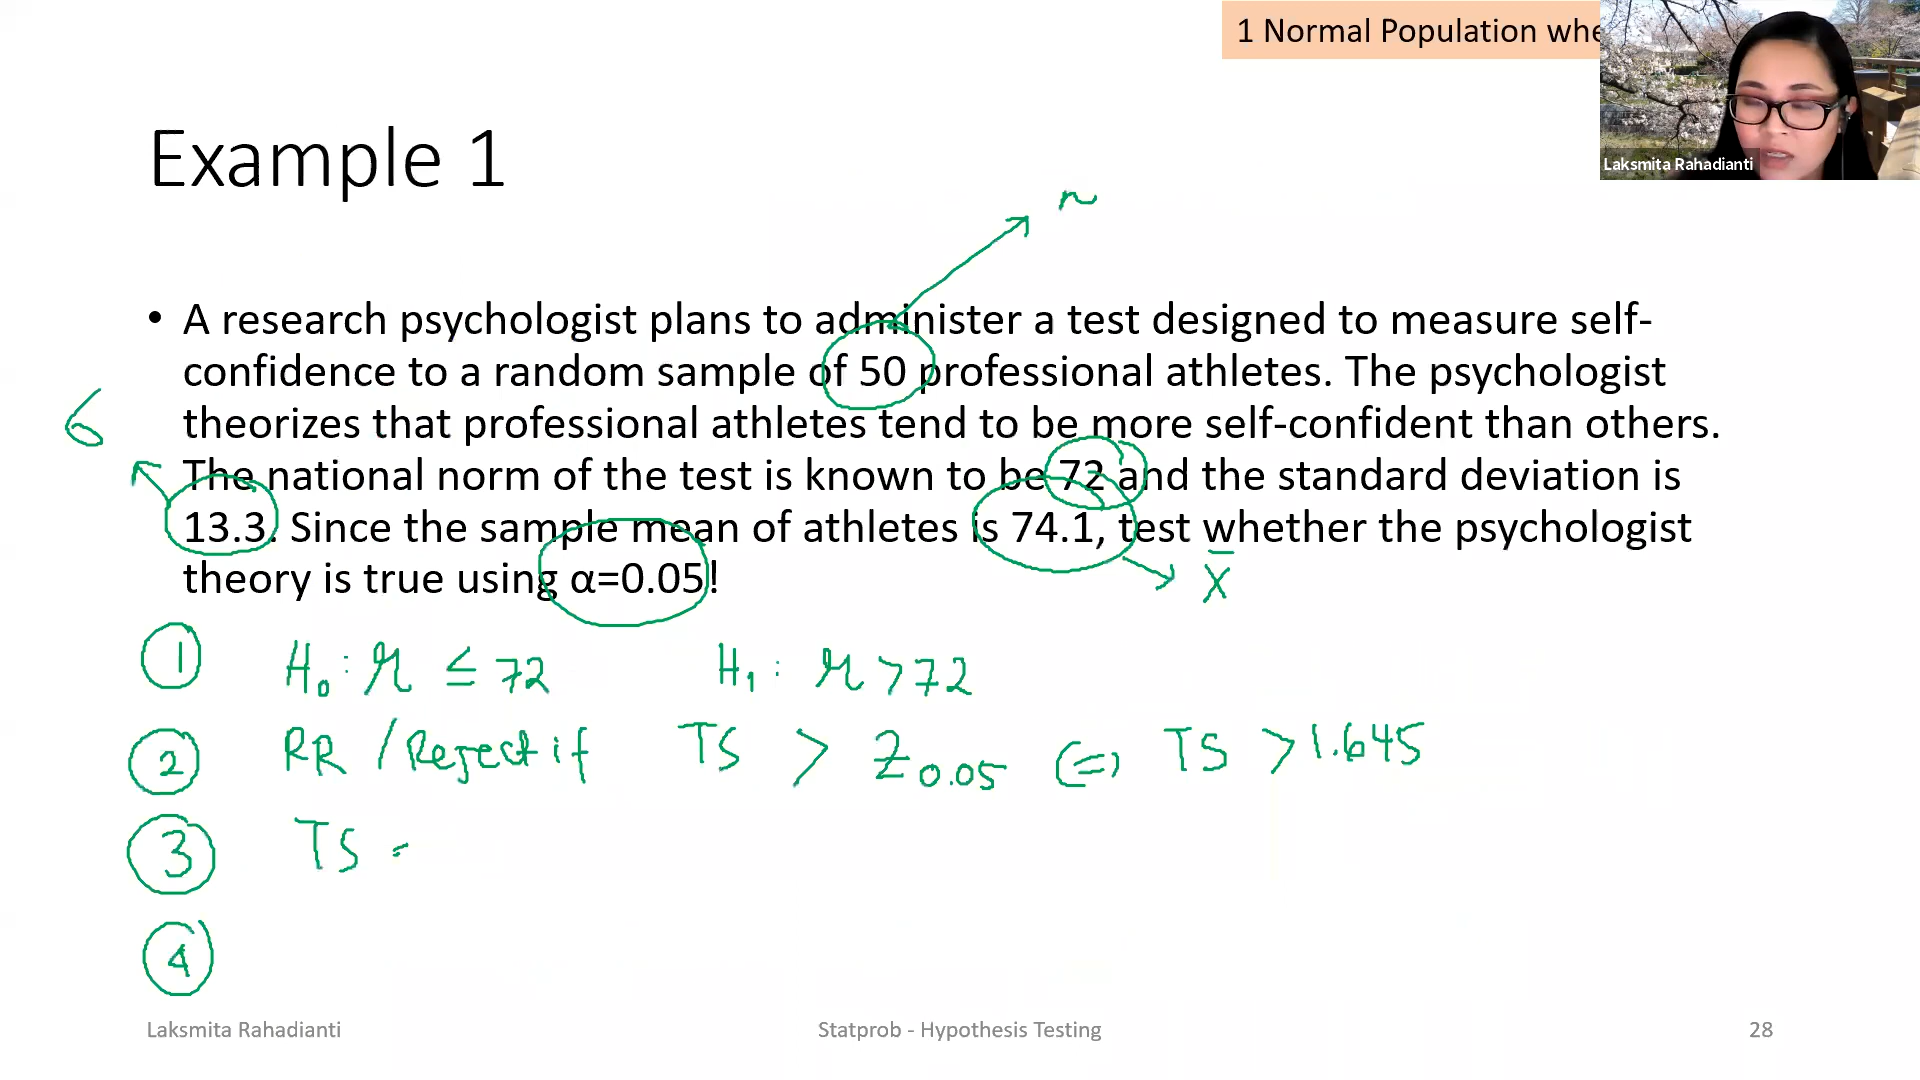 1 Normal Population whe
Laksmita Rahadianti
Example 1
n
• A research psychologist plans to administer a test designed to measure self-
confidence to a random sample of 50 professional athletes. The psychologist
theorizes that professional athletes tend to be more self-confident than others.
The national norm of the test is known to be 72 and the standard deviation is
13.3. Since the sample mean of athletes is 74.1, test whether the psychologist
theory is true using α=0.05!
σ
x̄
1 H₀ : μ ≤ 72 H₁ : μ > 72
2 RR / Reject if TS > Z0.05 (=) TS > 1.645
3 TS =
4
Laksmita Rahadianti Statprob - Hypothesis Testing 28